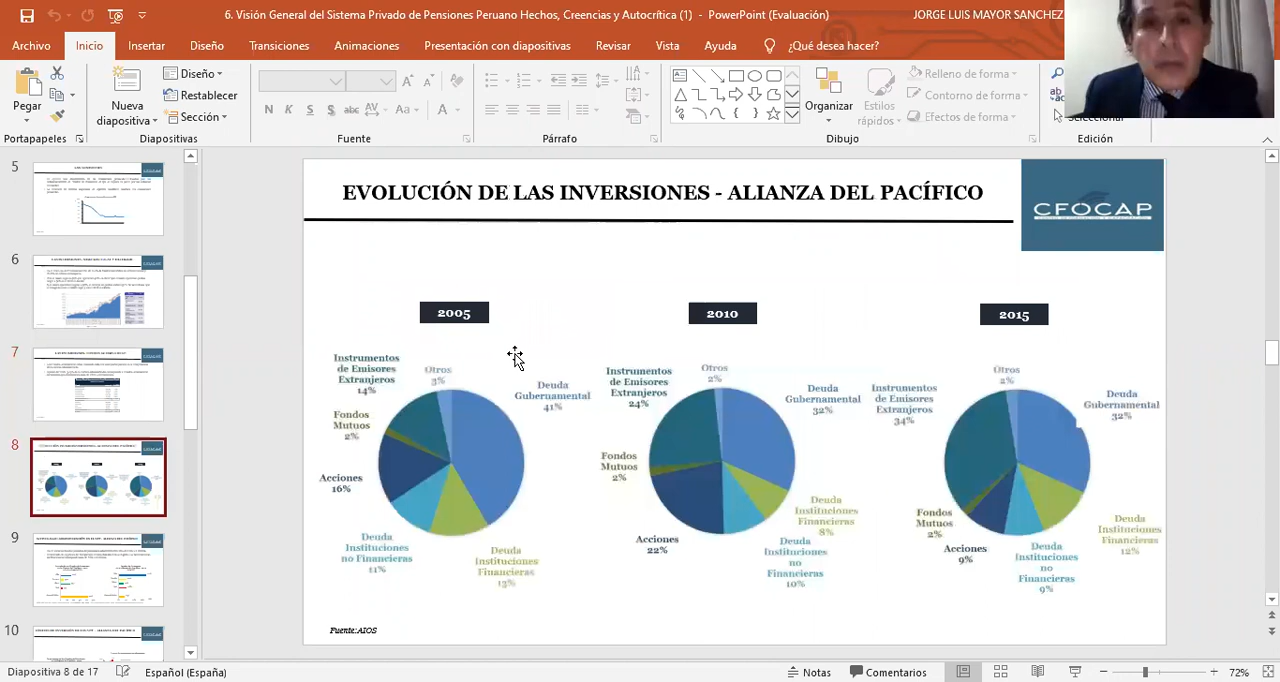 6. Visión General del Sistema Privado de Pensiones Peruano Hechos, Creencias y Autocrítica (1) - PowerPoint (Evaluación)
JORGE LUIS MAYOR SANCHEZ
Archivo
Inicio
Insertar
Diseño
Transiciones
Animaciones
Presentación con diapositivas
Revisar
Vista
Ayuda
¿Qué desea hacer?
Pegar
Nueva
diapositiva
Diseño
Restablecer
Sección
N K S S abc AV Aa A
Organizar
Estilos
rápidos
Relleno de forma
Contorno de forma
Efectos de forma
Portapapeles
Diapositivas
Fuente
Párrafo
Dibujo
Edición
5
6
7
8
9
10
EVOLUCIÓN DE LAS INVERSIONES - ALIANZA DEL PACÍFICO
CFOCAP
2005
Instrumentos
de Emisores
Extranjeros
14%
Otros
3%
Deuda
Gubernamental
41%
Fondos
Mutuos
2%
Acciones
16%
Deuda
Instituciones
no Financieras
11%
Deuda
Instituciones
Financieras
13%
2010
Instrumentos
de Emisores
Extranjeros
24%
Otros
2%
Deuda
Gubernamental
32%
Fondos
Mutuos
2%
Acciones
22%
Deuda
Instituciones
no
Financieras
10%
Deuda
Instituciones
Financieras
8%
2015
Instrumentos
de Emisores
Extranjeros
34%
Otros
2%
Deuda
Gubernamental
32%
Fondos
Mutuos
2%
Acciones
9%
Deuda
Instituciones
no
Financieras
9%
Deuda
Instituciones
Financieras
12%
Fuente:AIOS
Diapositiva 8 de 17
Español (España)
Notas
Comentarios
72%